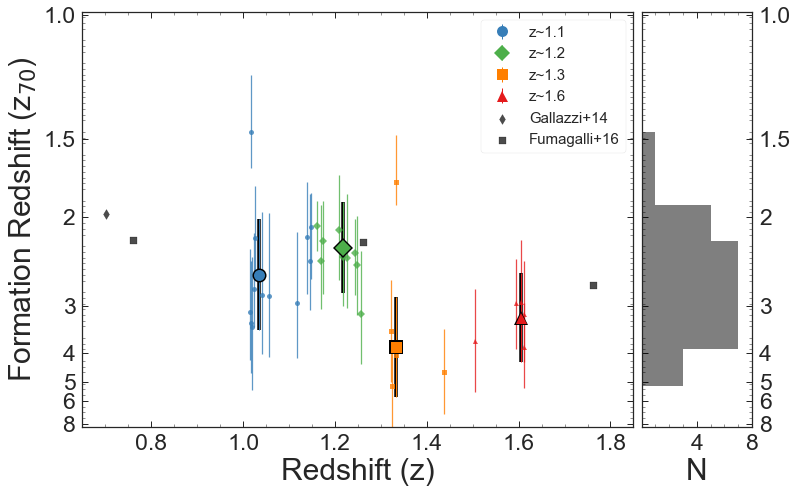 Formation Redshift (z70)
1.0
1.5
2
3
4
5
6
8
z~1.1
z~1.2
z~1.3
z~1.6
Gallazzi+14
Fumagalli+16
0.8
1.0
1.2
1.4
1.6
1.8
Redshift (z)
1.0
1.5
2
3
4
5
6
8
4
8
N